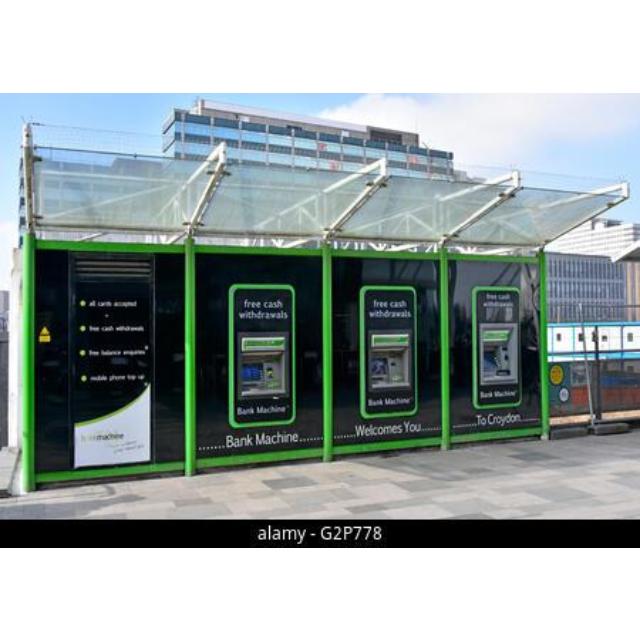 all cards accepted
free cash withdrawals
free balance enquiries
mobile phone top up
bankmachine
free cash
withdrawals
Bank Machine
free cash
withdrawals
Bank Machine
free cash
withdrawals
Bank Machine
Bank Machine
Welcomes You
To Croydon
alamy - G2P778